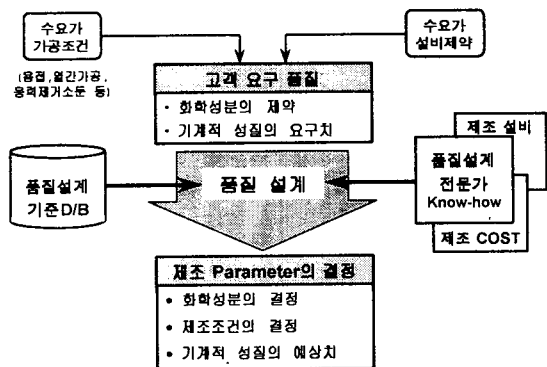 수요가
가공조건
(용접,열간가공,
응력제거소둔 등)
수요가
설비제약
고객 요구 품질
· 화학성분의 제약
· 기계적 성질의 요구치
품질설계
기준D/B
품질 설계
제조 설비
품질설계
전문가
Know-how
제조 COST
제조 Parameter의 결정
• 화학성분의 결정
• 제조조건의 결정
• 기계적 성질의 예상치